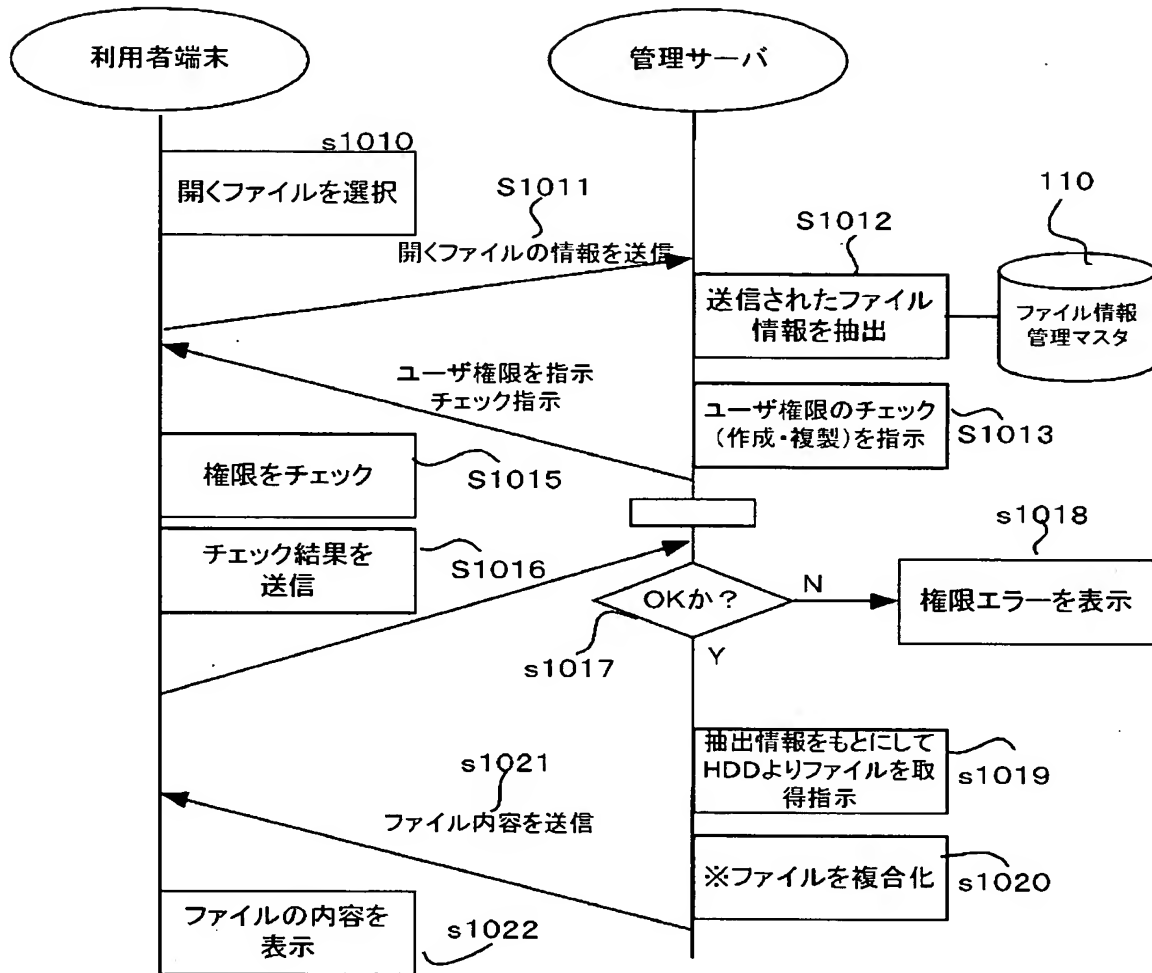 利用者端末
管理サーバ
s1010
開くファイルを選択
S1011
開くファイルの情報を送信
S1012
110
送信されたファイル
情報を抽出
ファイル情報
管理マスタ
ユーザ権限を指示
チェック指示
ユーザ権限のチェック
(作成・複製)を指示
S1013
権限をチェック
S1015
チェック結果を
送信
S1016
OKか?
N
s1018
権限エラーを表示
s1017
Y
抽出情報をもとにして
HDDよりファイルを取
得指示
s1019
s1021
ファイル内容を送信
※ファイルを複合化
s1020
ファイルの内容を
表示
s1022